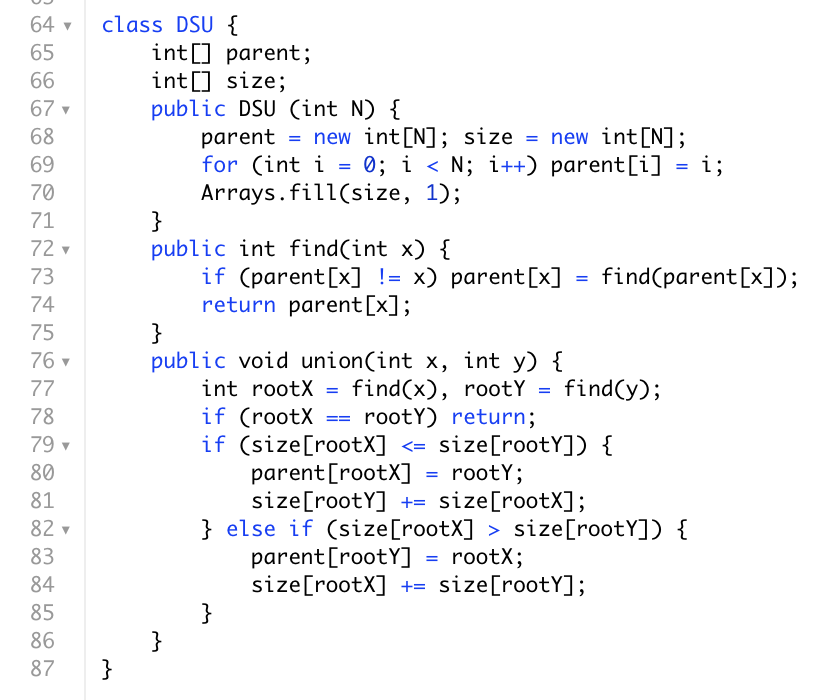 64 class DSU {
65     int[] parent;
66     int[] size;
67     public DSU (int N) {
68         parent = new int[N]; size = new int[N];
69         for (int i = 0; i < N; i++) parent[i] = i;
70         Arrays.fill(size, 1);
71     }
72     public int find(int x) {
73         if (parent[x] != x) parent[x] = find(parent[x]);
74         return parent[x];
75     }
76     public void union(int x, int y) {
77         int rootX = find(x), rootY = find(y);
78         if (rootX == rootY) return;
79         if (size[rootX] <= size[rootY]) {
80             parent[rootX] = rootY;
81             size[rootY] += size[rootX];
82         } else if (size[rootX] > size[rootY]) {
83             parent[rootY] = rootX;
84             size[rootX] += size[rootY];
85         }
86     }
87 }